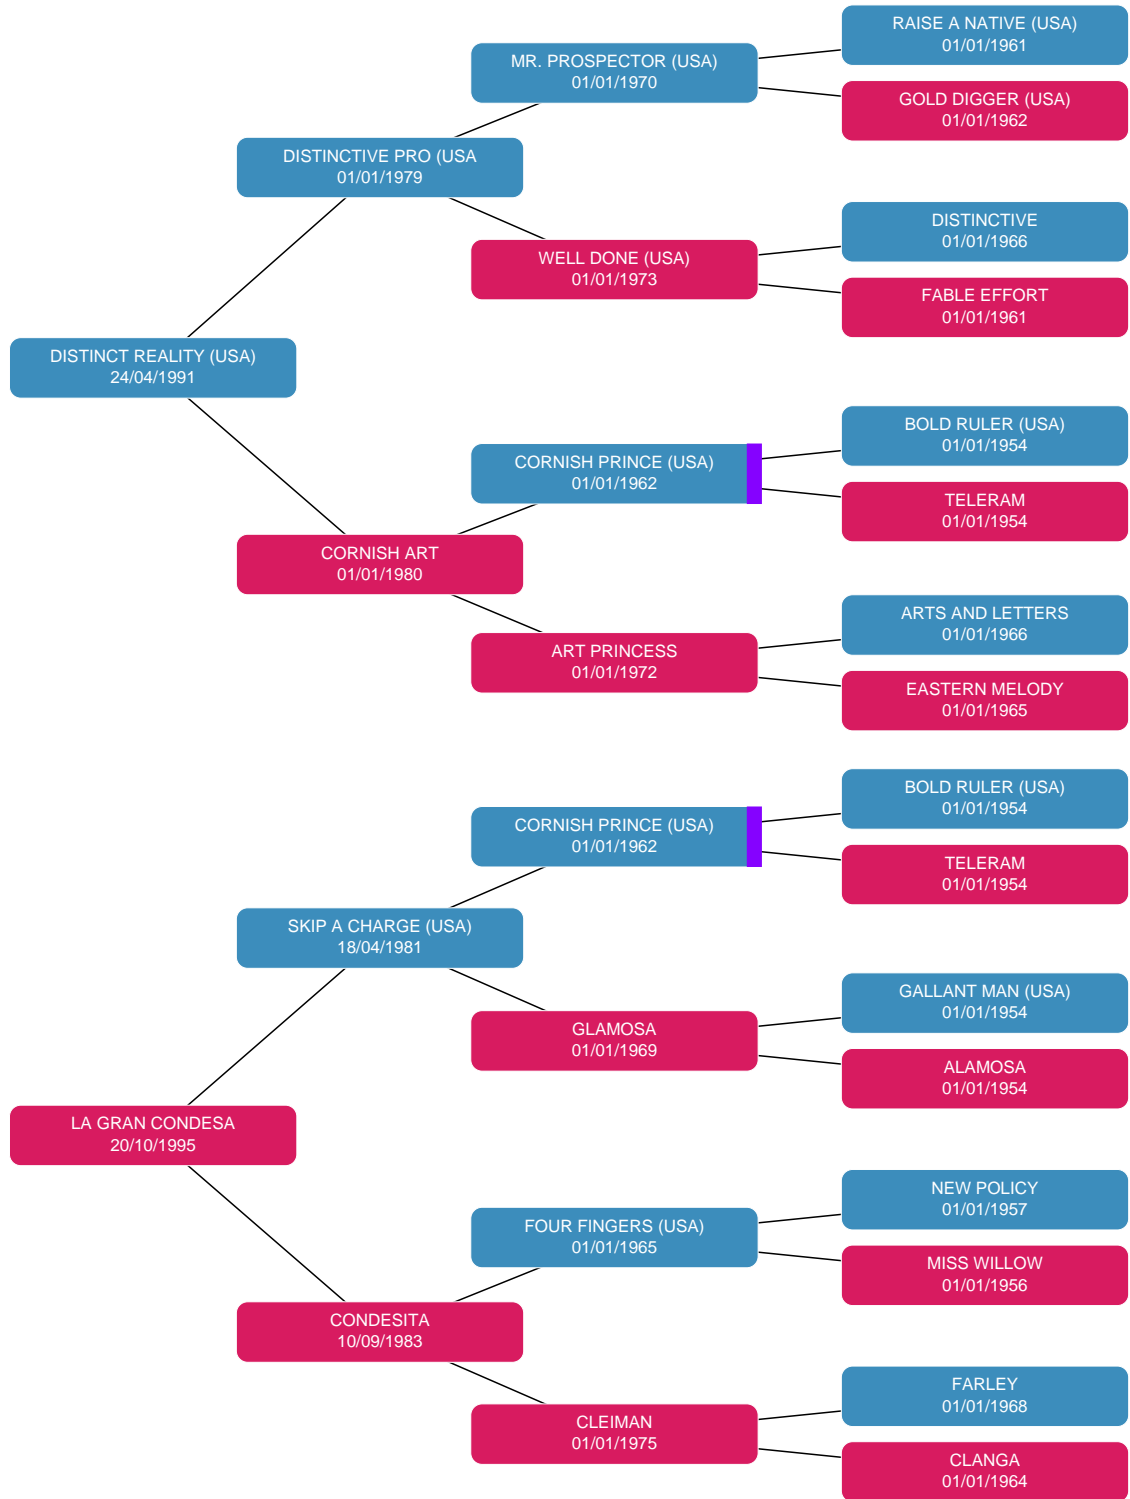 RAISE A NATIVE (USA)
01/01/1961
MR. PROSPECTOR (USA)
01/01/1970
GOLD DIGGER (USA)
01/01/1962
DISTINCTIVE PRO (USA
01/01/1979
DISTINCTIVE
01/01/1966
WELL DONE (USA)
01/01/1973
FABLE EFFORT
01/01/1961
DISTINCT REALITY (USA)
24/04/1991
BOLD RULER (USA)
01/01/1954
CORNISH PRINCE (USA)
01/01/1962
TELERAM
01/01/1954
CORNISH ART
01/01/1980
ARTS AND LETTERS
01/01/1966
ART PRINCESS
01/01/1972
EASTERN MELODY
01/01/1965
BOLD RULER (USA)
01/01/1954
CORNISH PRINCE (USA)
01/01/1962
TELERAM
01/01/1954
SKIP A CHARGE (USA)
18/04/1981
GALLANT MAN (USA)
01/01/1954
GLAMOSA
01/01/1969
ALAMOSA
01/01/1954
LA GRAN CONDESA
20/10/1995
NEW POLICY
01/01/1957
FOUR FINGERS (USA)
01/01/1965
MISS WILLOW
01/01/1956
CONDESITA
10/09/1983
FARLEY
01/01/1968
CLEIMAN
01/01/1975
CLANGA
01/01/1964